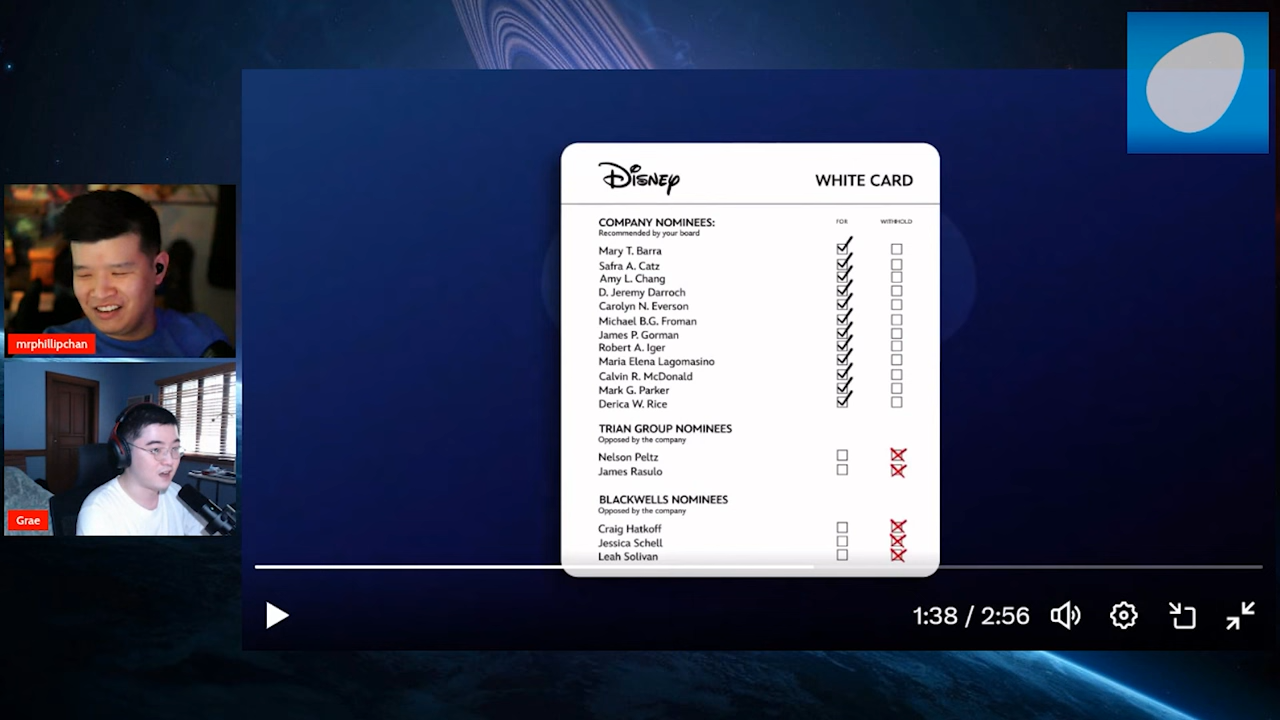 Disney
WHITE CARD
COMPANY NOMINEES:
FOR
WITHHOLD
Recommended by your board
Mary T. Barra
Safra A. Catz
Amy L. Chang
D. Jeremy Darroch
Carolyn N. Everson
Michael B.G. Froman
James P. Gorman
Robert A. Iger
Maria Elena Lagomasino
Calvin R. McDonald
Mark G. Parker
Derica W. Rice
TRIAN GROUP NOMINEES
Opposed by the company
Nelson Peltz
James Rasulo
BLACKWELLS NOMINEES
Opposed by the company
Craig Hatkoff
Jessica Schell
Leah Solivan
mrphillipchan
Grae
1:38 / 2:56